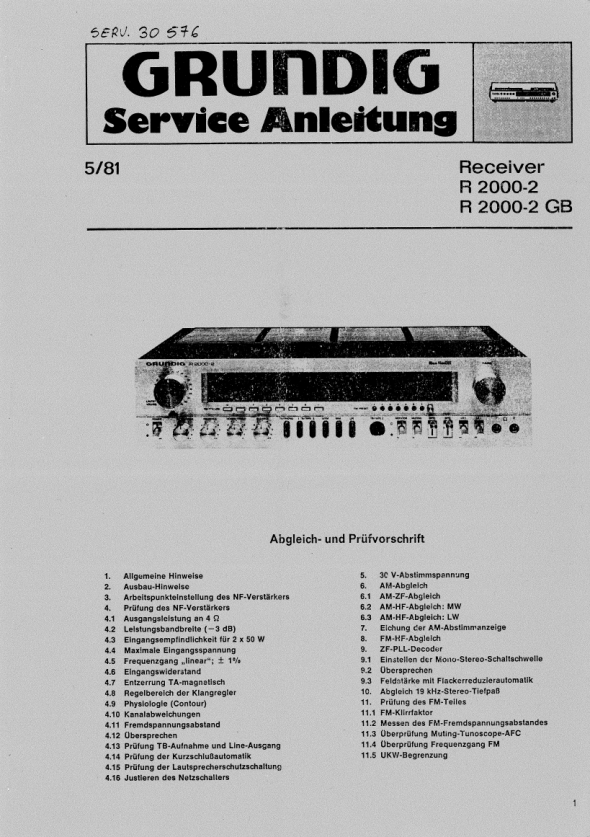 SERV. 30 576
GRUNDIG
Service Anleitung
5/81
Receiver
R 2000-2
R 2000-2 GB
GRUNDIG R 2000-2
Abgleich- und Prüfvorschrift
1. Allgemeine Hinweise
2. Ausbau-Hinweise
3. Arbeitspunkteinstellung des NF-Verstärkers
4. Prüfung des NF-Verstärkers
4.1 Ausgangsleistung an 4 Ω
4.2 Leistungsbandbreite (−3 dB)
4.3 Eingangsempfindlichkeit für 2 x 50 W
4.4 Maximale Eingangsspannung
4.5 Frequenzgang „linear"; ± 1%
4.6 Eingangswiderstand
4.7 Entzerrung TA-magnetisch
4.8 Regelbereich der Klangregler
4.9 Physiologie (Contour)
4.10 Kanalabweichungen
4.11 Fremdspannungsabstand
4.12 Übersprechen
4.13 Prüfung TB-Aufnahme und Line-Ausgang
4.14 Prüfung der Kurzschlußautomatik
4.15 Prüfung der Lautsprecherschutzschaltung
4.16 Justieren des Netzschalters
5. 30 V-Abstimmspannung
6. AM-Abgleich
6.1 AM-ZF-Abgleich
6.2 AM-HF-Abgleich: MW
6.3 AM-HF-Abgleich: LW
7. Eichung der AM-Abstimmanzeige
8. FM-HF-Abgleich
9. ZF-PLL-Decoder
9.1 Einstellen der Mono-Stereo-Schaltschwelle
9.2 Übersprechen
9.3 Feldstärke mit Flackerreduzierautomatik
10. Abgleich 19 kHz-Stereo-Tiefpaß
11. Prüfung des FM-Teiles
11.1 FM-Klirrfaktor
11.2 Messen des FM-Fremdspannungsabstandes
11.3 Überprüfung Muting-Tunoscope-AFC
11.4 Überprüfung Frequenzgang FM
11.5 UKW-Begrenzung
1